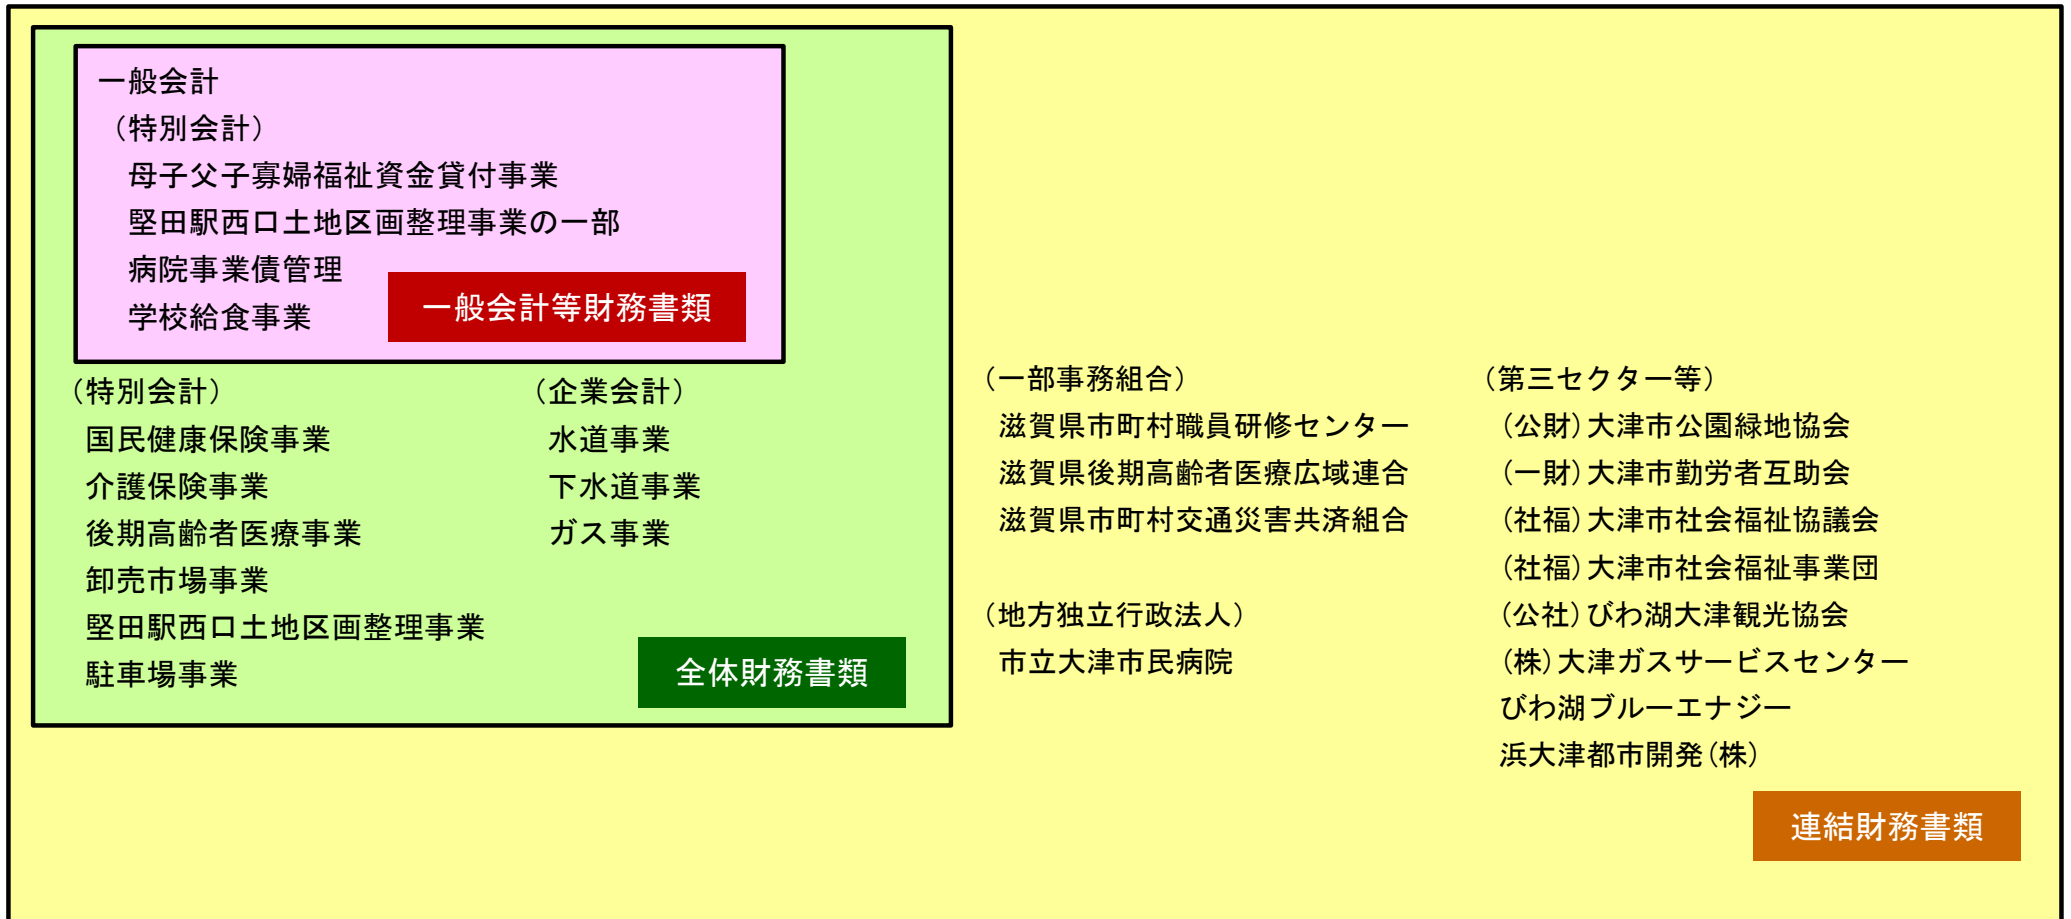 一般会計
（特別会計）
母子父子寡婦福祉資金貸付事業
堅田駅西口土地区画整理事業の一部
病院事業債管理
学校給食事業
一般会計等財務書類
（特別会計）
国民健康保険事業
介護保険事業
後期高齢者医療事業
卸売市場事業
堅田駅西口土地区画整理事業
駐車場事業
（企業会計）
水道事業
下水道事業
ガス事業
全体財務書類
（一部事務組合）
滋賀県市町村職員研修センター
滋賀県後期高齢者医療広域連合
滋賀県市町村交通災害共済組合
（地方独立行政法人）
市立大津市民病院
（第三セクター等）
（公財）大津市公園緑地協会
（一財）大津市勤労者互助会
（社福）大津市社会福祉協議会
（社福）大津市社会福祉事業団
（公社）びわ湖大津観光協会
（株）大津ガスサービスセンター
びわ湖ブルーエナジー
浜大津都市開発（株）
連結財務書類